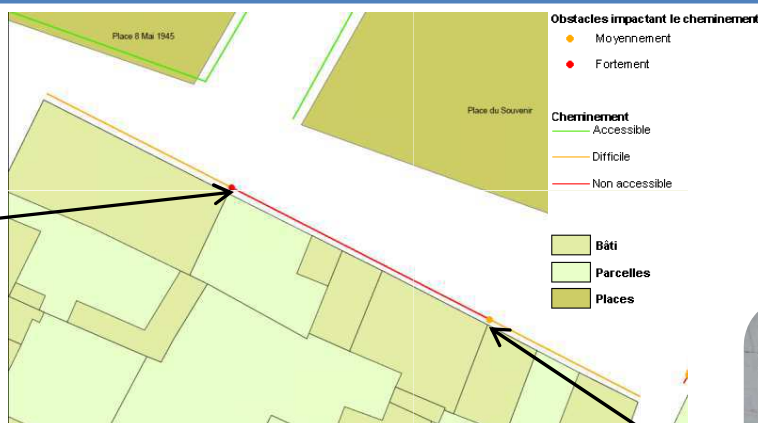 Place 8 Mai 1945
Place du Souvenir
Obstacles impactant le cheminement
Moyennement
Fortement
Cheminement
Accessible
Difficile
Non accessible
Bâti
Parcelles
Places